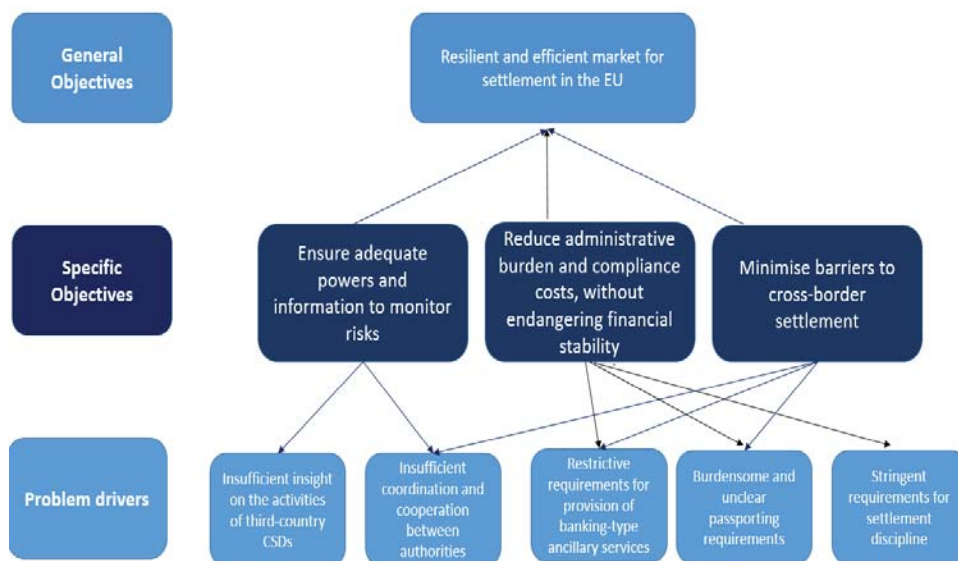 General
Objectives
Resilient and efficient market for
settlement in the EU
Specific
Objectives
Ensure adequate
powers and
information to monitor
risks
Reduce administrative
burden and compliance
costs, without
endangering financial
stability
Minimise barriers to
cross-border
settlement
Problem drivers
Insufficient insight
on the activities
of third-country
CSDs
Insufficient
coordination and
cooperation
between
authorities
Restrictive
requirements for
provision of
banking-type
ancillary services
Burdensome and
unclear
passporting
requirements
Stringent
requirements for
settlement
discipline